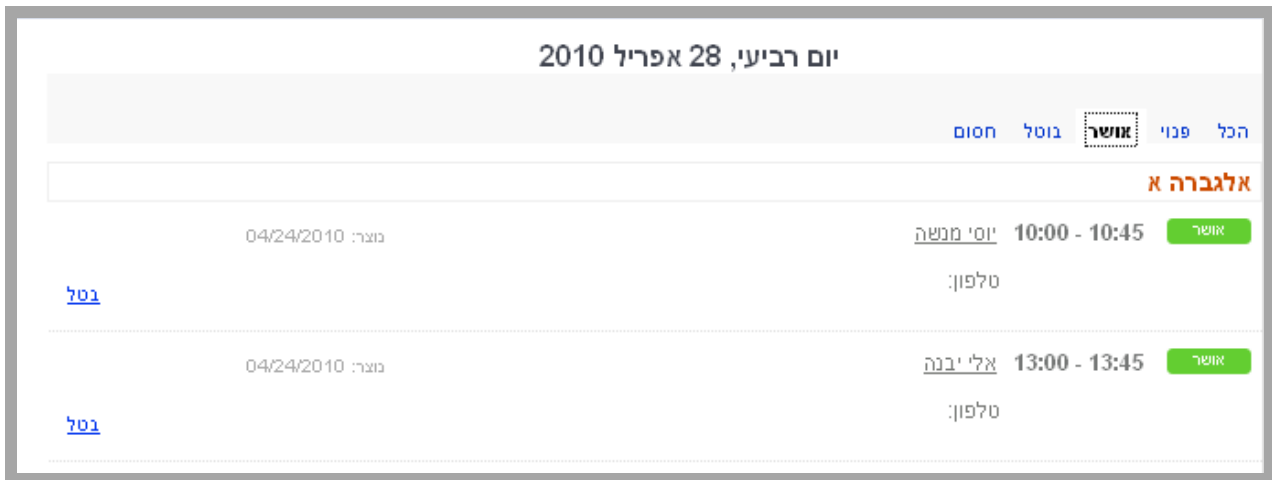 יום רביעי, 28 אפריל 2010
הכל פנוי אושר בוטל חסום
אלגברה א
אושר 10:00 - 10:45 יוסי מנשה נוצר: 04/24/2010
טלפון:
בטל
אושר 13:00 - 13:45 אלי יבנה נוצר: 04/24/2010
טלפון:
בטל